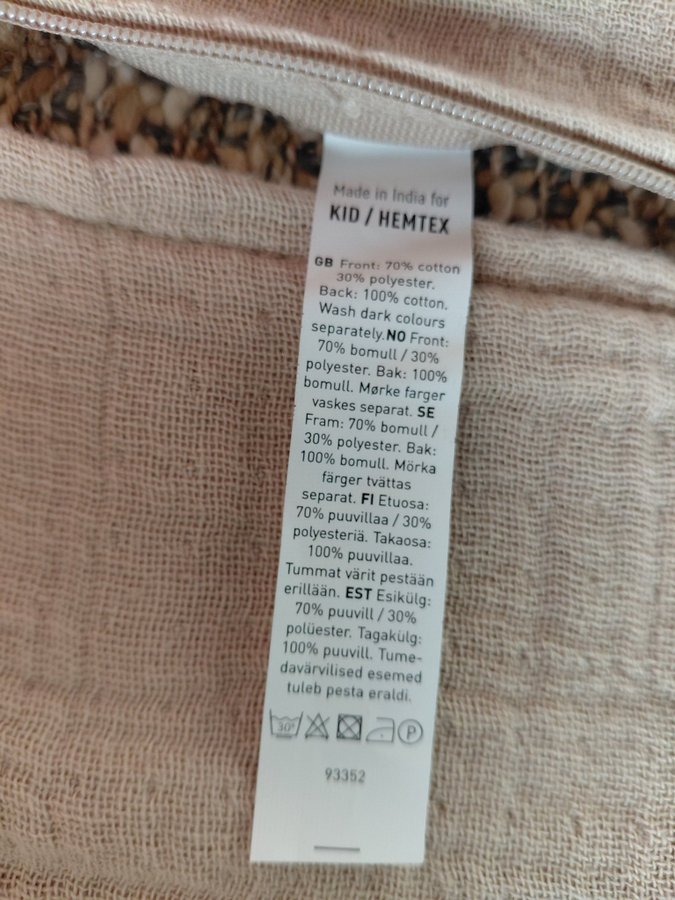 Made in India for
KID / HEMTEX
GB Front: 70% cotton
30% polyester.
Back: 100% cotton.
Wash dark colours
separately.NO Front:
70% bomull / 30%
polyester. Bak: 100%
bomull. Mørke farger
vaskes separat. SE
Fram: 70% bomull /
30% polyester. Bak:
100% bomull. Mörka
färger tvättas
separat. FI Etuosa:
70% puuvillaa / 30%
polyesteriä. Takaosa:
100% puuvillaa.
Tummat värit pestään
erillään. EST Esikülg:
70% puuvill / 30%
polüester. Tagakülg:
100% puuvill. Tume-
davärvilised esemed
tuleb pesta eraldi.
30° P
93352